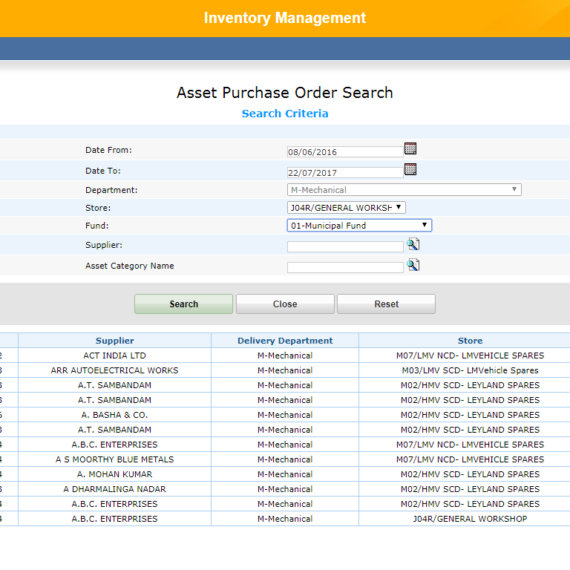 Inventory Management
Asset Purchase Order Search
Search Criteria
Date From: 08/06/2016
Date To: 22/07/2017
Department: M-Mechanical
Store: J04R/GENERAL WORKSH
Fund: 01-Municipal Fund
Supplier:
Asset Category Name
Search Close Reset
Supplier Delivery Department Store
ACT INDIA LTD M-Mechanical M07/LMV NCD- LMVEHICLE SPARES
ARR AUTOELECTRICAL WORKS M-Mechanical M03/LMV SCD- LMVehicle Spares
A.T. SAMBANDAM M-Mechanical M02/HMV SCD- LEYLAND SPARES
A.T. SAMBANDAM M-Mechanical M02/HMV SCD- LEYLAND SPARES
A. BASHA & CO. M-Mechanical M02/HMV SCD- LEYLAND SPARES
A.T. SAMBANDAM M-Mechanical M02/HMV SCD- LEYLAND SPARES
A.B.C. ENTERPRISES M-Mechanical M07/LMV NCD- LMVEHICLE SPARES
A S MOORTHY BLUE METALS M-Mechanical M07/LMV NCD- LMVEHICLE SPARES
A. MOHAN KUMAR M-Mechanical M02/HMV SCD- LEYLAND SPARES
A DHARMALINGA NADAR M-Mechanical M02/HMV SCD- LEYLAND SPARES
A.B.C. ENTERPRISES M-Mechanical M02/HMV SCD- LEYLAND SPARES
A.B.C. ENTERPRISES M-Mechanical J04R/GENERAL WORKSHOP